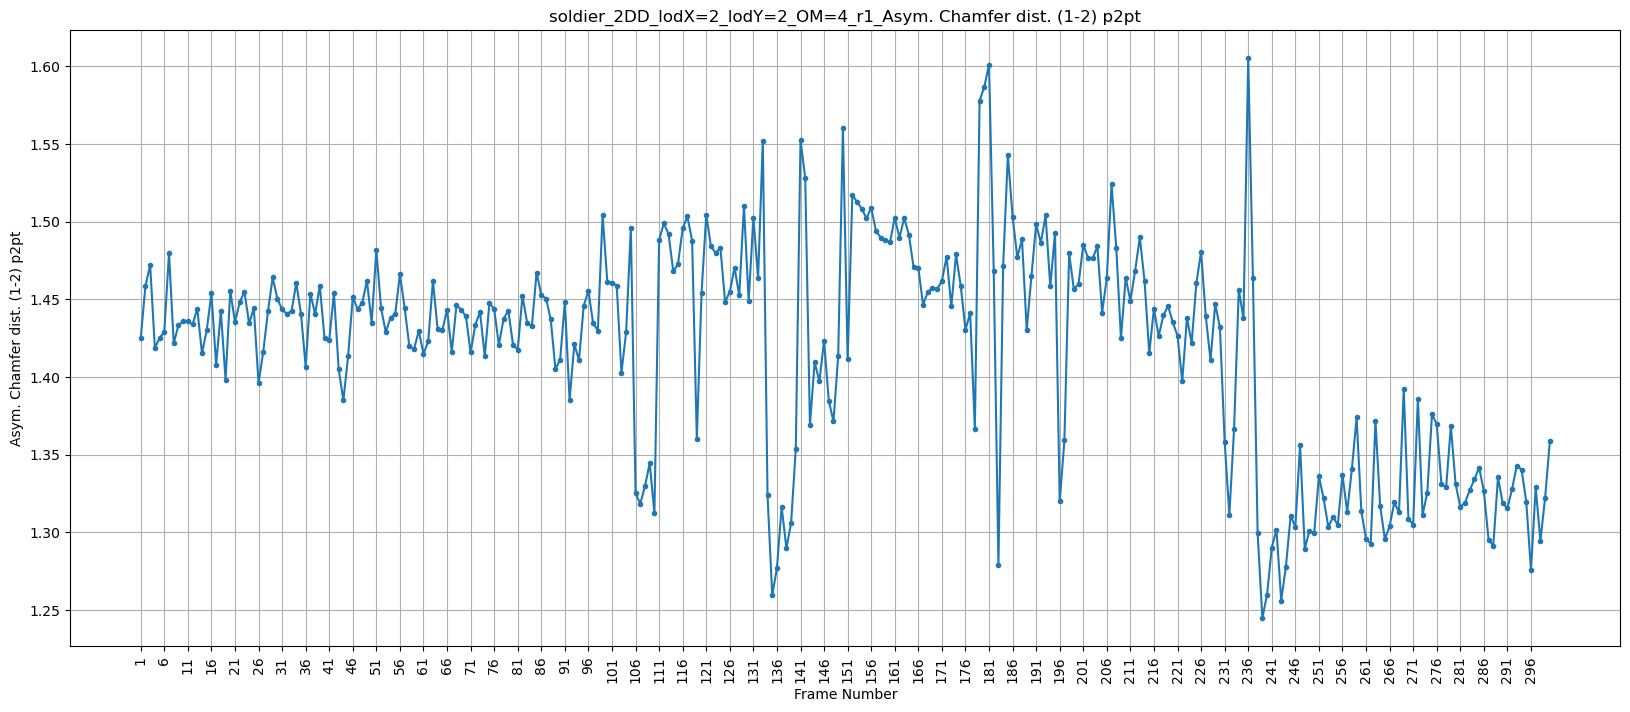 soldier_2DD_lodX=2_lodY=2_OM=4_r1_Asym. Chamfer dist. (1-2) p2pt
Asym. Chamfer dist. (1-2) p2pt
1.60
1.55
1.50
1.45
1.40
1.35
1.30
1.25
1 6 11 16 21 26 31 36 41 46 51 56 61 66 71 76 81 86 91 96 101 106 111 116 121 126 131 136 141 146 151 156 161 166 171 176 181 186 191 196 201 206 211 216 221 226 231 236 241 246 251 256 261 266 271 276 281 286 291 296
Frame Number